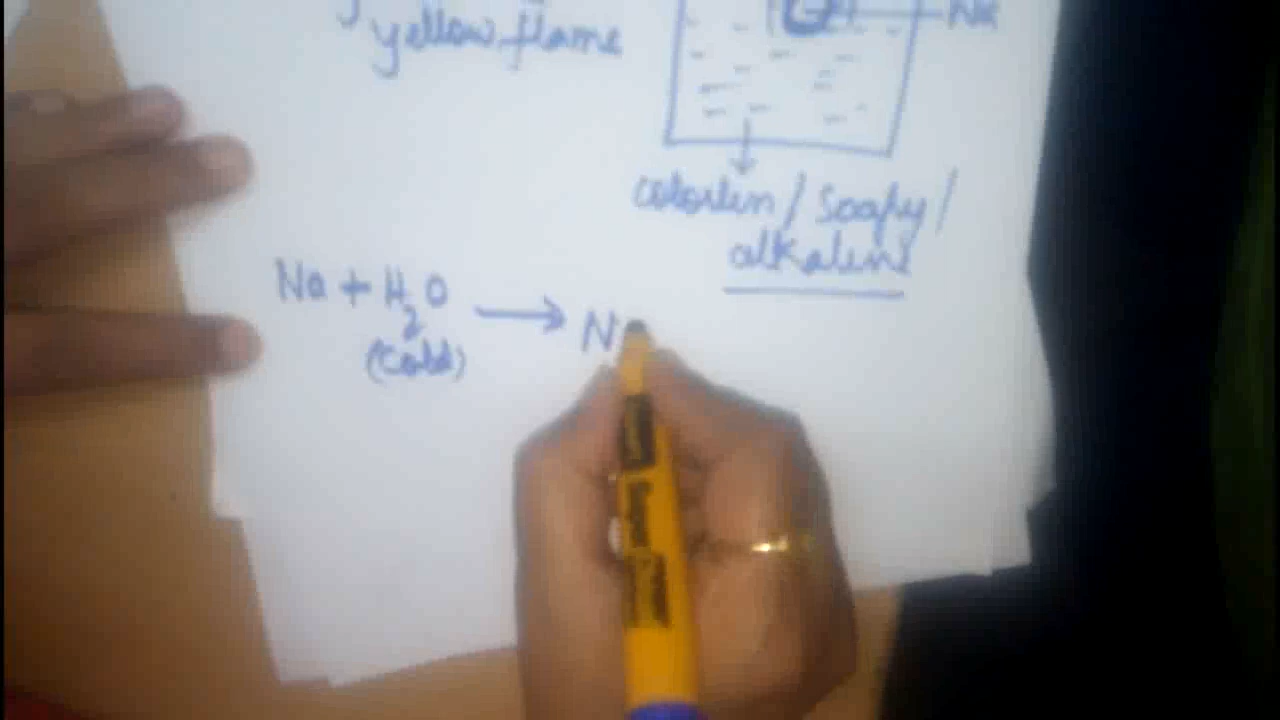 yellow flame
Na
colorless / Soapy /
alkaline
Na + H2O → N
(Cold)